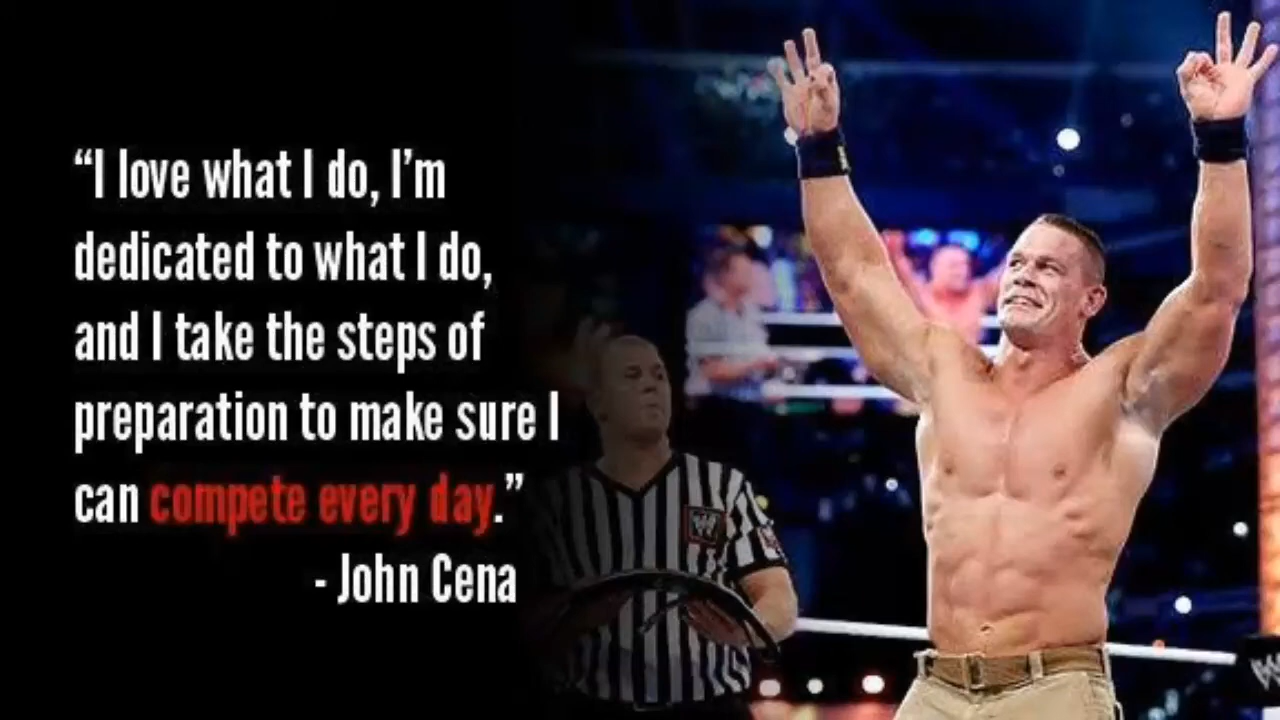 “I love what I do, I’m
dedicated to what I do,
and I take the steps of
preparation to make sure I
can compete every day.”
- John Cena
W